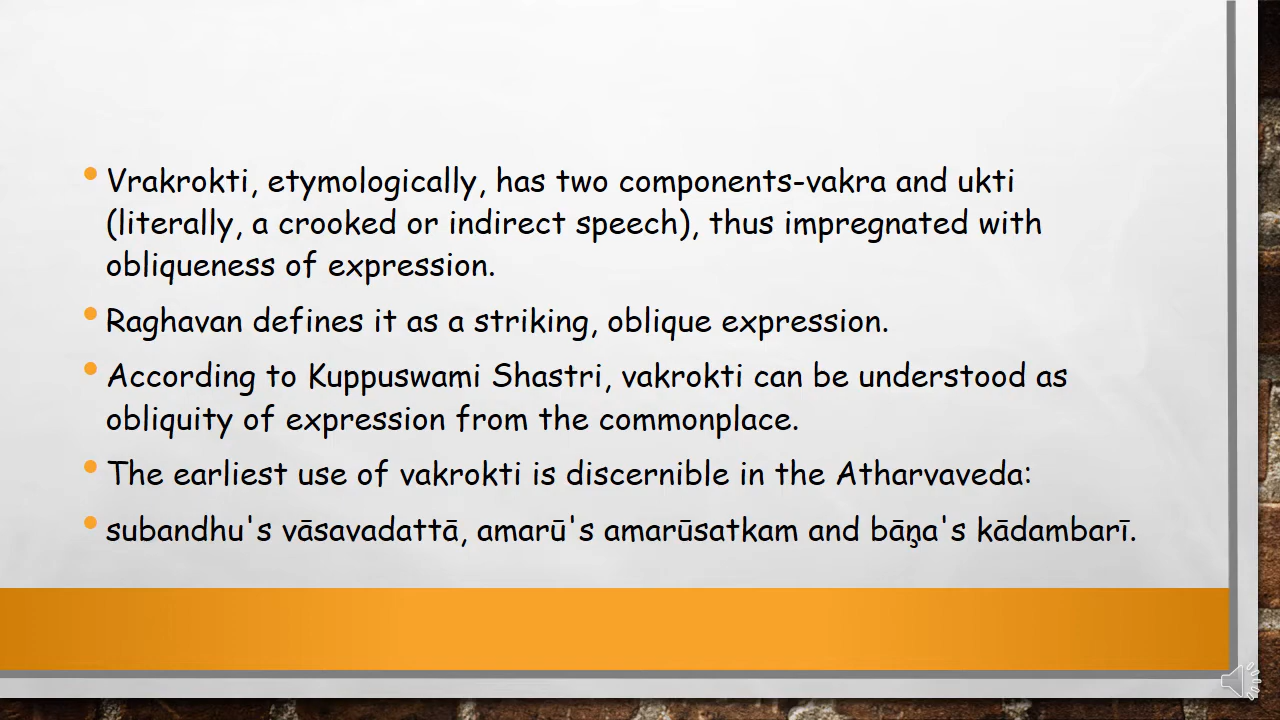 • Vrakrokti, etymologically, has two components-vakra and ukti
(literally, a crooked or indirect speech), thus impregnated with
obliqueness of expression.
• Raghavan defines it as a striking, oblique expression.
• According to Kuppuswami Shastri, vakrokti can be understood as
obliquity of expression from the commonplace.
• The earliest use of vakrokti is discernible in the Atharvaveda:
• subandhu's vāsavadattā, amarū's amarūsatkam and bāņa's kādambarī.